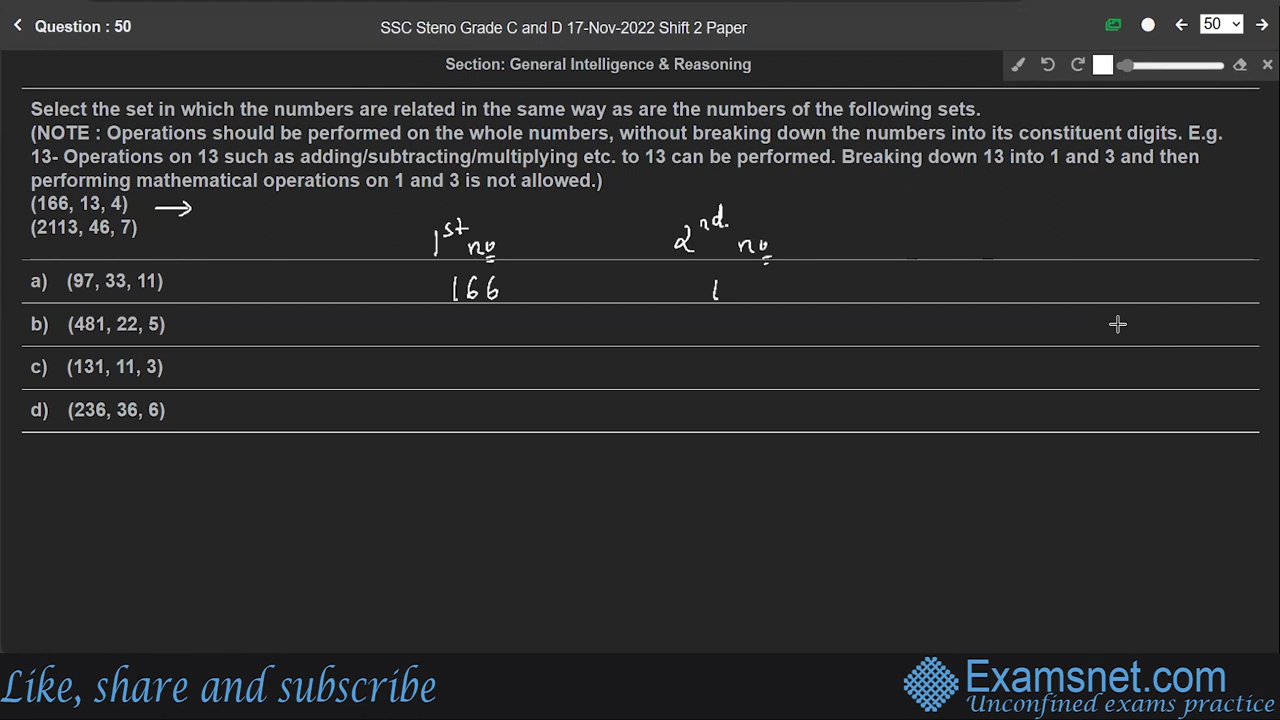 Question : 50
SSC Steno Grade C and D 17-Nov-2022 Shift 2 Paper
50
Section: General Intelligence & Reasoning
Select the set in which the numbers are related in the same way as are the numbers of the following sets.
(NOTE : Operations should be performed on the whole numbers, without breaking down the numbers into its constituent digits. E.g.
13- Operations on 13 such as adding/subtracting/multiplying etc. to 13 can be performed. Breaking down 13 into 1 and 3 and then
performing mathematical operations on 1 and 3 is not allowed.)
(166, 13, 4) →
(2113, 46, 7)
1st no 2nd. no
a) (97, 33, 11)
166 1
b) (481, 22, 5)
c) (131, 11, 3)
d) (236, 36, 6)
Like, share and subscribe
Examsnet.com
Unconfined exams practice